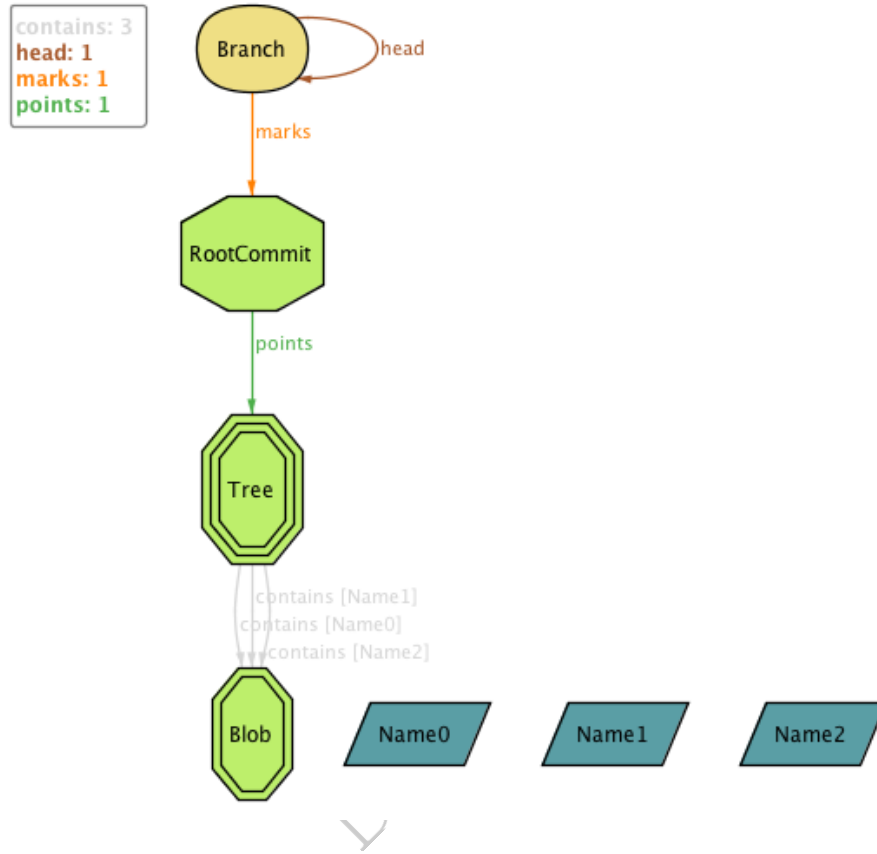 contains: 3
head: 1
marks: 1
points: 1
Branch
head
marks
RootCommit
points
Tree
contains [Name1]
contains [Name0]
contains [Name2]
Blob
Name0
Name1
Name2